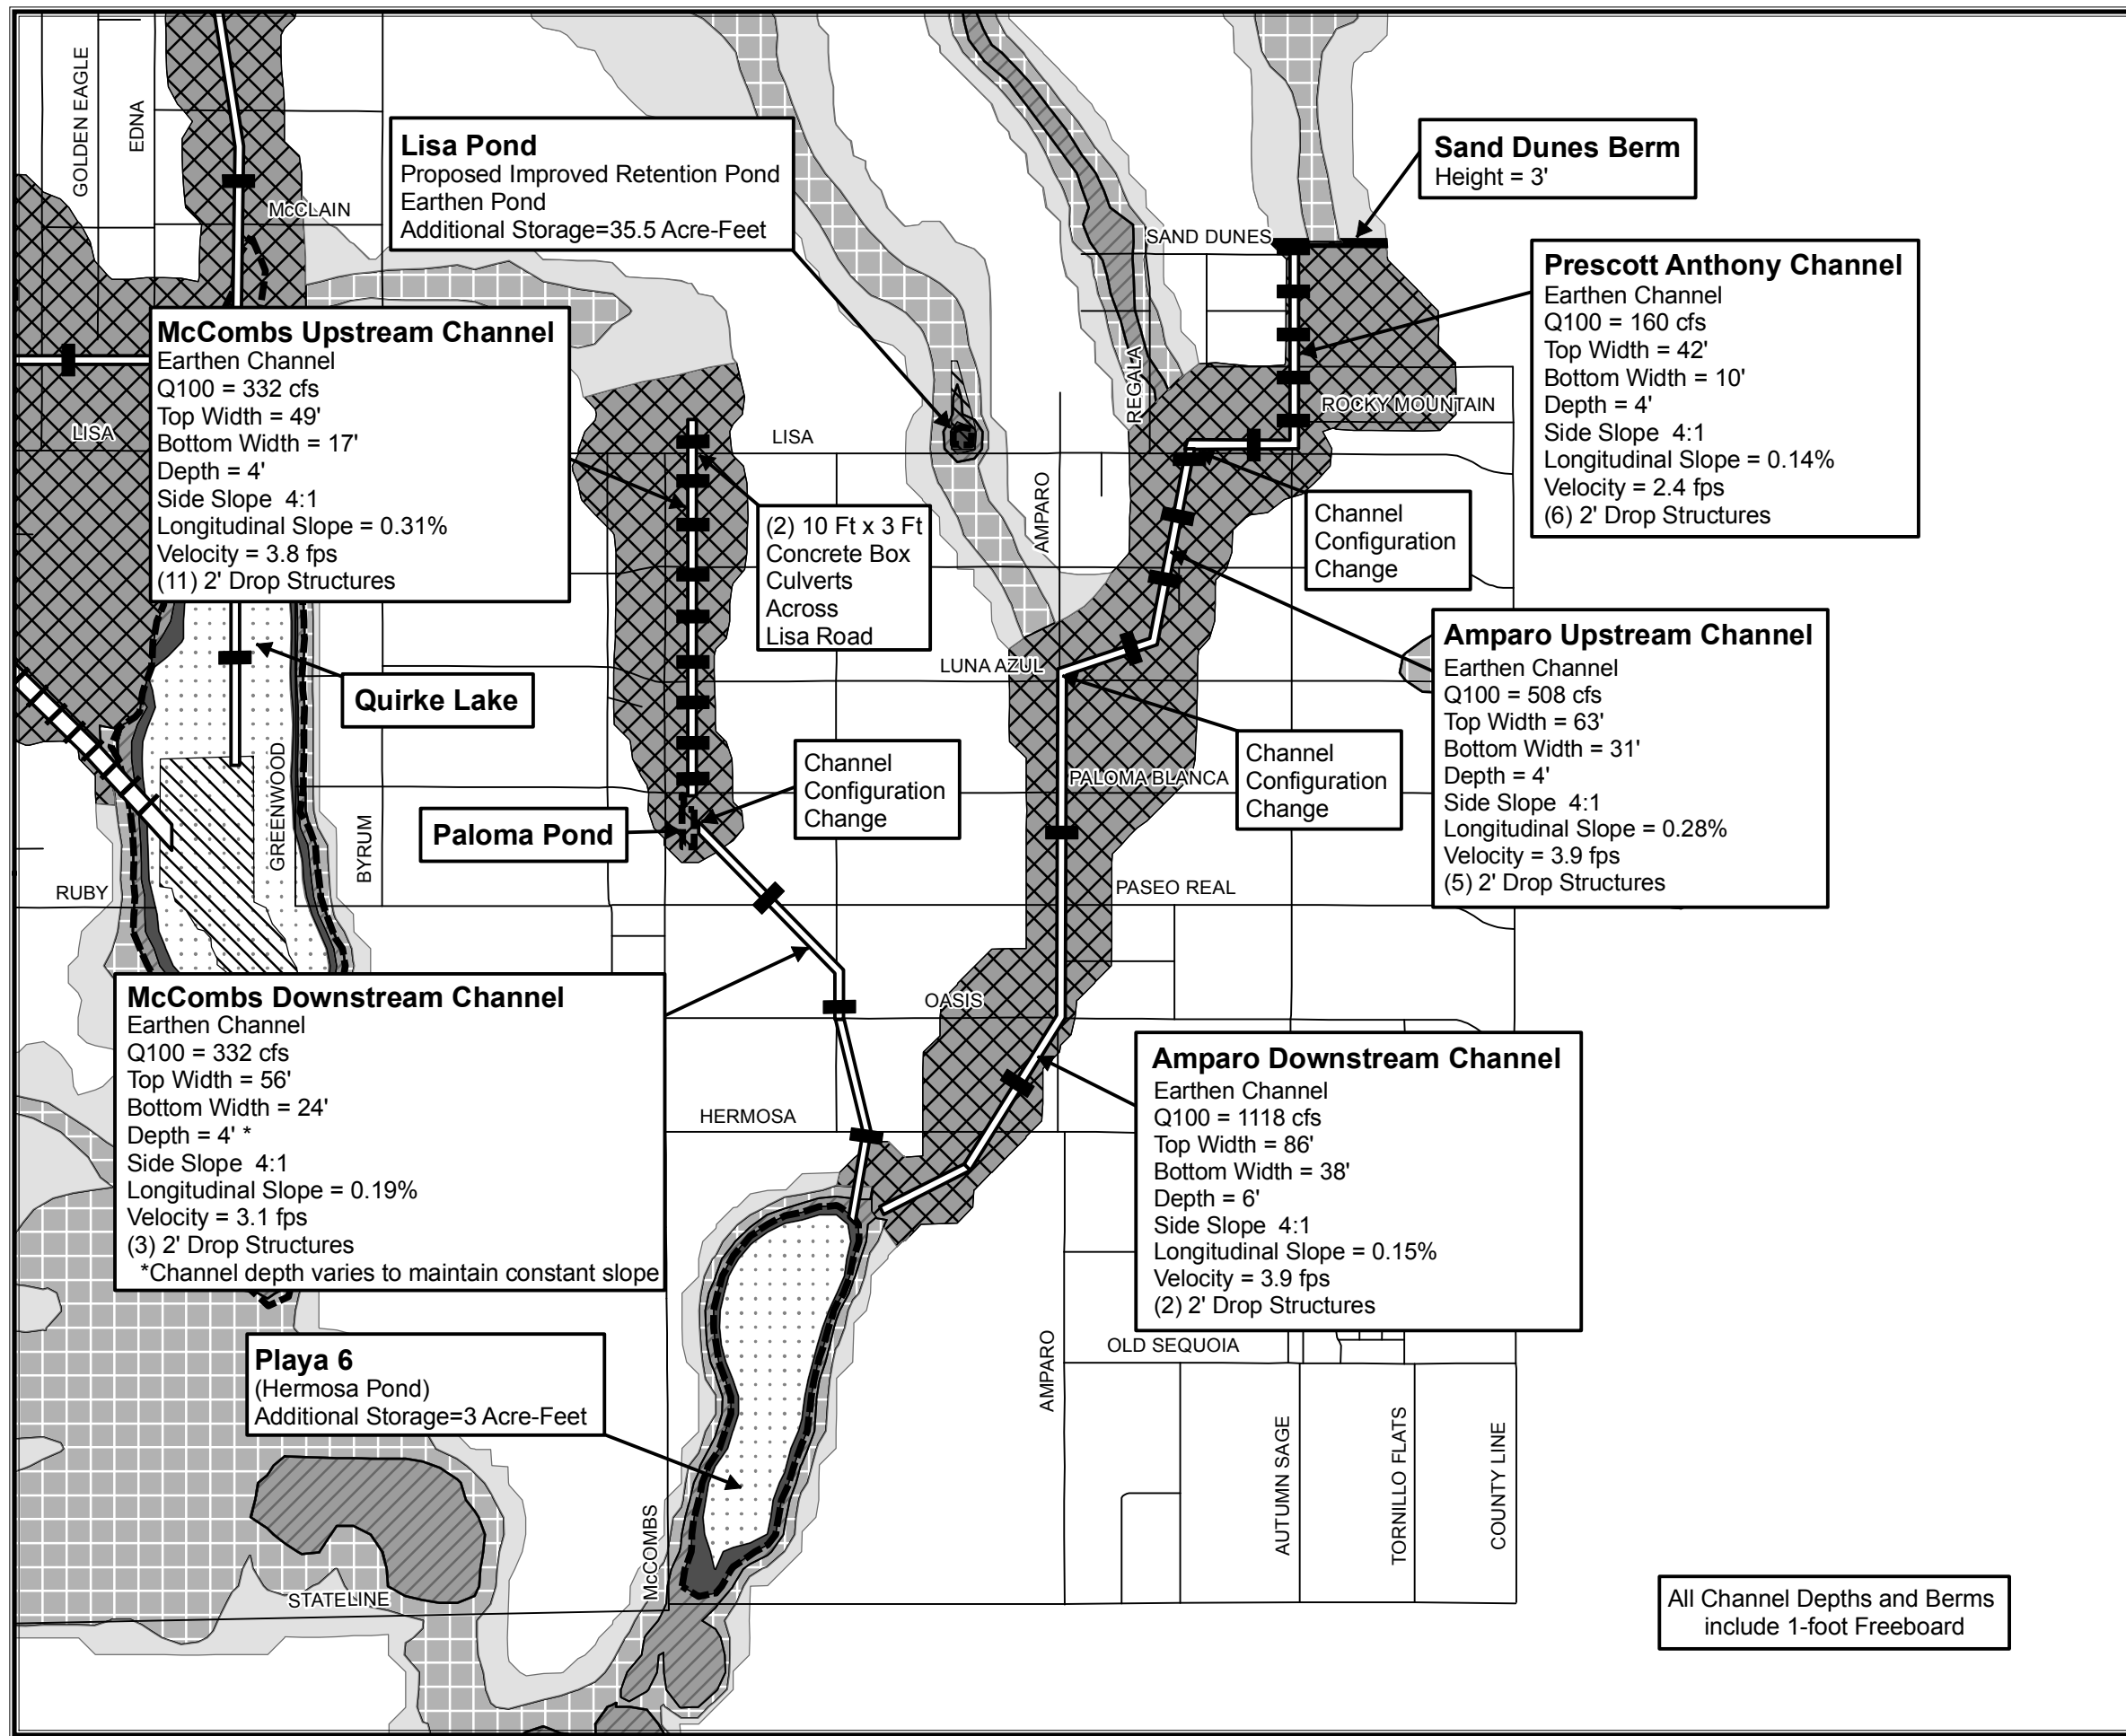 GOLDEN EAGLE
EDNA
McCLAIN
Lisa Pond
Proposed Improved Retention Pond
Earthen Pond
Additional Storage=35.5 Acre-Feet
Sand Dunes Berm
Height = 3'
SAND DUNES
Prescott Anthony Channel
Earthen Channel
Q100 = 160 cfs
Top Width = 42'
Bottom Width = 10'
Depth = 4'
Side Slope 4:1
Longitudinal Slope = 0.14%
Velocity = 2.4 fps
(6) 2' Drop Structures
McCombs Upstream Channel
Earthen Channel
Q100 = 332 cfs
Top Width = 49'
Bottom Width = 17'
Depth = 4'
Side Slope 4:1
Longitudinal Slope = 0.31%
Velocity = 3.8 fps
(11) 2' Drop Structures
LISA
LISA
REGALA
ROCKY MOUNTAIN
AMPARO
(2) 10 Ft x 3 Ft
Concrete Box
Culverts
Across
Lisa Road
Channel
Configuration
Change
Amparo Upstream Channel
Earthen Channel
Q100 = 508 cfs
Top Width = 63'
Bottom Width = 31'
Depth = 4'
Side Slope 4:1
Longitudinal Slope = 0.28%
Velocity = 3.9 fps
(5) 2' Drop Structures
LUNA AZUL
Quirke Lake
Channel
Configuration
Change
Channel
Configuration
Change
PALOMA BLANCA
GREENWOOD
BYRUM
Paloma Pond
RUBY
PASEO REAL
McCombs Downstream Channel
Earthen Channel
Q100 = 332 cfs
Top Width = 56'
Bottom Width = 24'
Depth = 4' *
Side Slope 4:1
Longitudinal Slope = 0.19%
Velocity = 3.1 fps
(3) 2' Drop Structures
*Channel depth varies to maintain constant slope
OASIS
HERMOSA
Amparo Downstream Channel
Earthen Channel
Q100 = 1118 cfs
Top Width = 86'
Bottom Width = 38'
Depth = 6'
Side Slope 4:1
Longitudinal Slope = 0.15%
Velocity = 3.9 fps
(2) 2' Drop Structures
Playa 6
(Hermosa Pond)
Additional Storage=3 Acre-Feet
AMPARO
OLD SEQUOIA
AUTUMN SAGE
TORNILLO FLATS
COUNTY LINE
McCOMBS
STATELINE
All Channel Depths and Berms
include 1-foot Freeboard